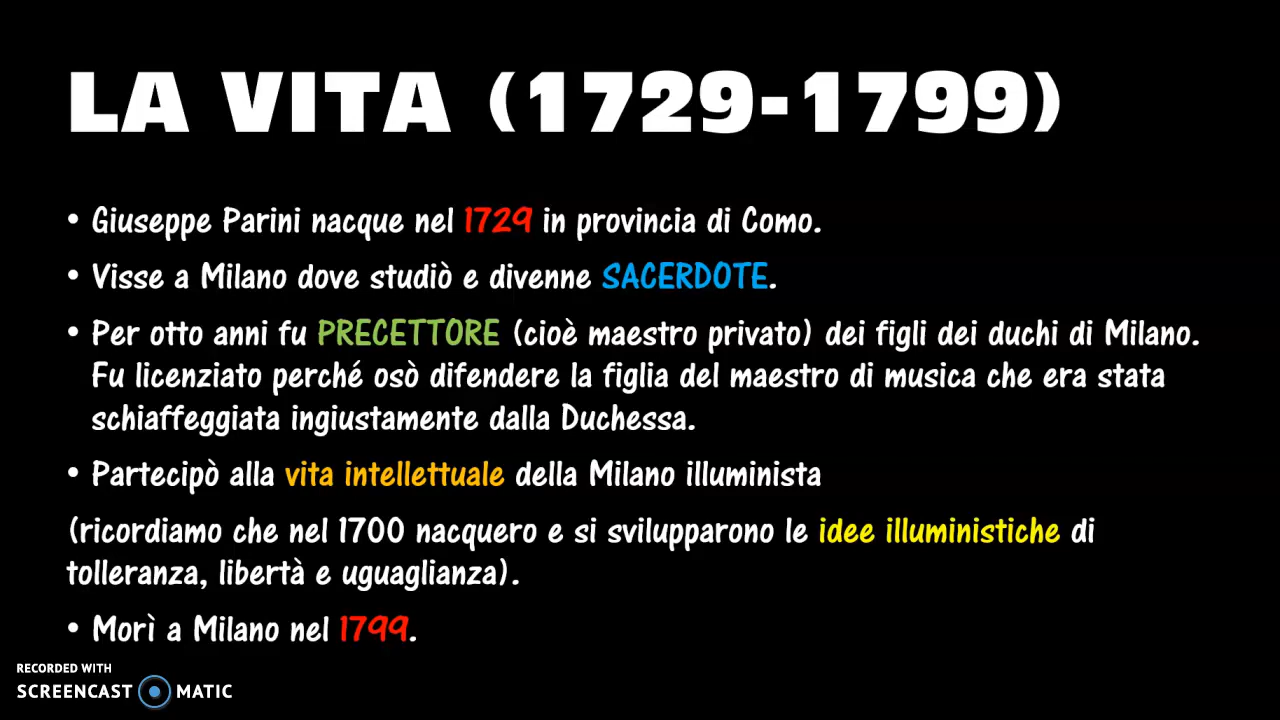 LA VITA (1729-1799)
• Giuseppe Parini nacque nel 1729 in provincia di Como.
• Visse a Milano dove studiò e divenne SACERDOTE.
• Per otto anni fu PRECETTORE (cioè maestro privato) dei figli dei duchi di Milano.
Fu licenziato perché osò difendere la figlia del maestro di musica che era stata
schiaffeggiata ingiustamente dalla Duchessa.
• Partecipò alla vita intellettuale della Milano illuminista
(ricordiamo che nel 1700 nacquero e si svilupparono le idee illuministiche di
tolleranza, libertà e uguaglianza).
• Morì a Milano nel 1799.
RECORDED WITH
SCREENCAST MATIC